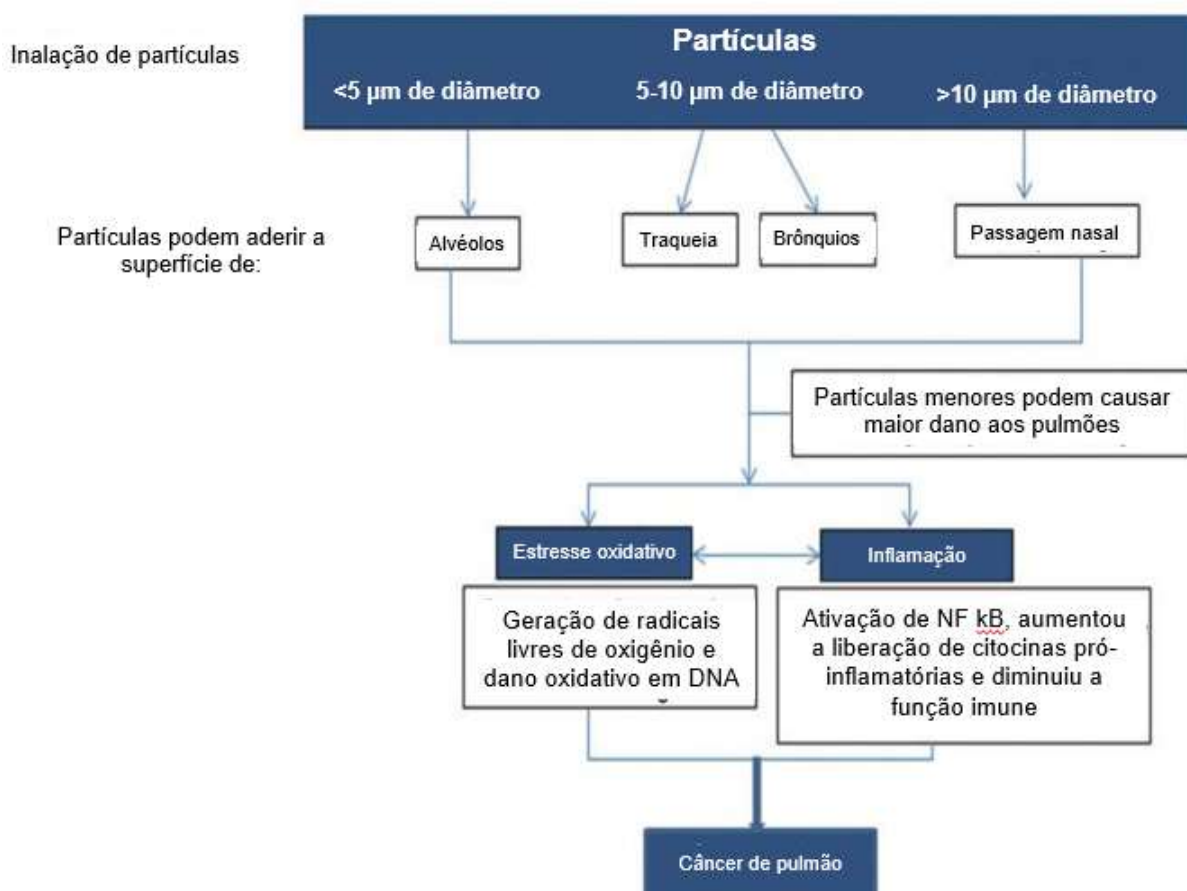 Partículas
Inalação de partículas
<5 µm de diâmetro
5-10 µm de diâmetro
>10 µm de diâmetro
Partículas podem aderir a
superfície de:
Alvéolos
Traqueia
Brônquios
Passagem nasal
Partículas menores podem causar
maior dano aos pulmões
Estresse oxidativo
Inflamação
Geração de radicais
livres de oxigênio e
dano oxidativo em DNA
Ativação de NF kB, aumentou
a liberação de citocinas pró-
inflamatórias e diminuiu a
função imune
Câncer de pulmão